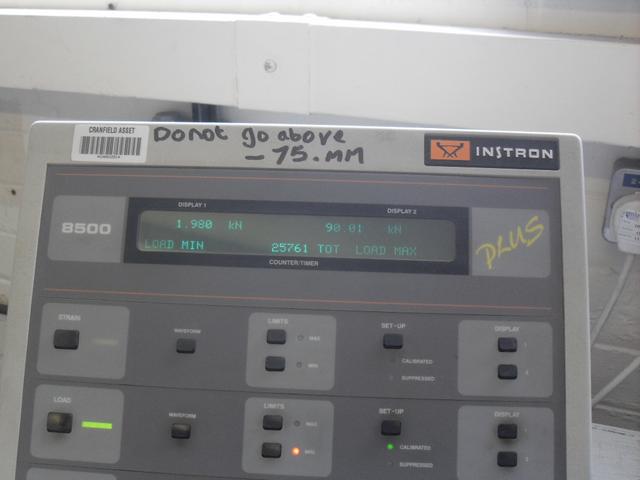 CRANFIELD ASSET
Do not go above
- 75.MM
INSTRON
DISPLAY 1
DISPLAY 2
8500
1.980 kN
90.01 kN
LOAD MIN
25761 TOT
LOAD MAX
COUNTER/TIMER
PLUS
STRAIN
WAVEFORM
LIMITS
MAX
MIN
SET-UP
CALIBRATED
SUPPRESSED
DISPLAY
1
2
LOAD
WAVEFORM
LIMITS
MAX
MIN
SET-UP
CALIBRATED
SUPPRESSED
DISPLAY
1
2